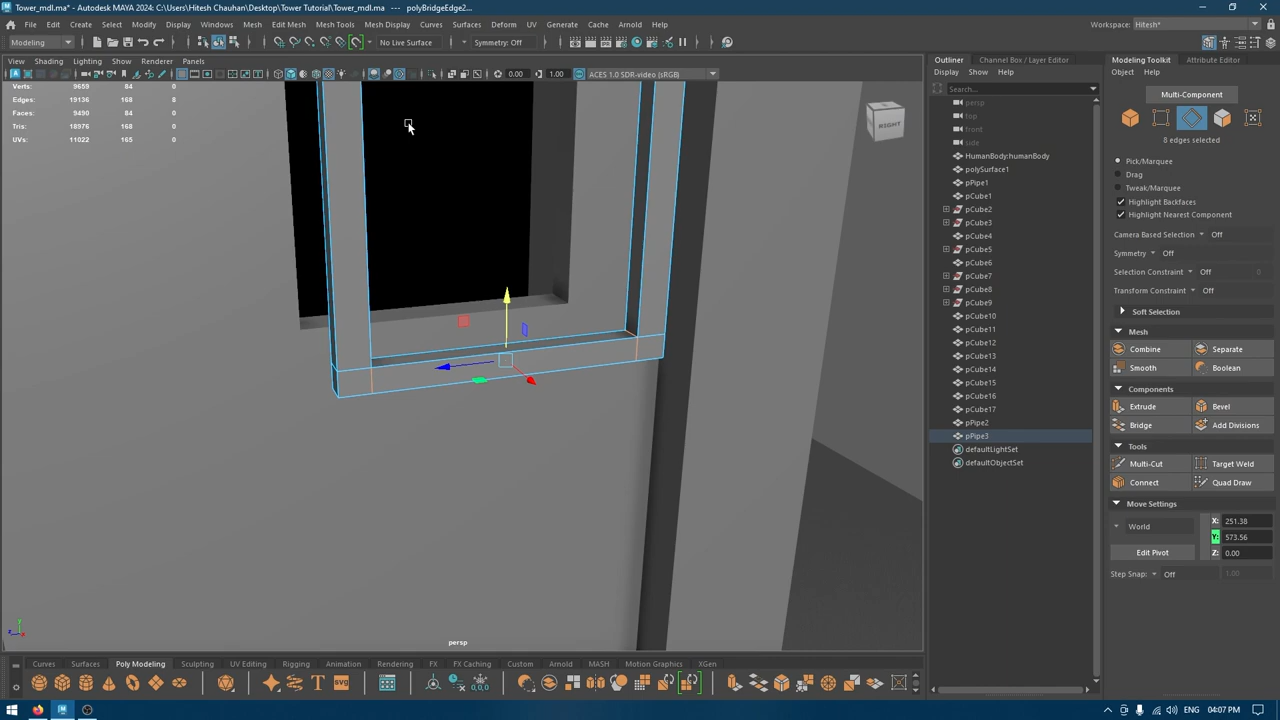 Tower_mdl.ma* - Autodesk MAYA 2024: C:\Users\Hitesh Chauhan\Desktop\Tower Tutorial\Tower_mdl.ma --- polyBridgeEdge2...
File Edit Create Select Modify Display Windows Mesh Edit Mesh Mesh Tools Mesh Display Curves Surfaces Deform UV Generate Cache Arnold Help
Workspace: Hitesh*
Modeling
No Live Surface
Symmetry: Off
View Shading Lighting Show Renderer Panels
0.00
1.00
ACES 1.0 SDR-video (sRGB)
Verts: 9659 84 0
Edges: 19136 168 8
Faces: 9490 84 0
Tris: 18976 168 0
UVs: 11022 165 0
RIGHT
persp
Outliner
Channel Box / Layer Editor
Display Show Help
Search...
persp
top
front
side
HumanBody:humanBody
polySurface1
pPipe1
pCube1
pCube2
pCube3
pCube4
pCube5
pCube6
pCube7
pCube8
pCube9
pCube10
pCube11
pCube12
pCube13
pCube14
pCube15
pCube16
pCube17
pPipe2
pPipe3
defaultLightSet
defaultObjectSet
Modeling Toolkit
Attribute Editor
Object Help
Multi-Component
8 edges selected
Pick/Marquee
Drag
Tweak/Marquee
Highlight Backfaces
Highlight Nearest Component
Camera Based Selection Off
Symmetry Off
Selection Constraint Off 0
Transform Constraint Off
Soft Selection
Mesh
Combine Separate
Smooth Boolean
Components
Extrude Bevel
Bridge Add Divisions
Tools
Multi-Cut Target Weld
Connect Quad Draw
Move Settings
World
X: 251.38
Y: 573.56
Edit Pivot
Z: 0.00
Step Snap: Off 1.00
Curves Surfaces Poly Modeling Sculpting UV Editing Rigging Animation Rendering FX FX Caching Custom Arnold MASH Motion Graphics XGen
SVG
ENG 04:07 PM